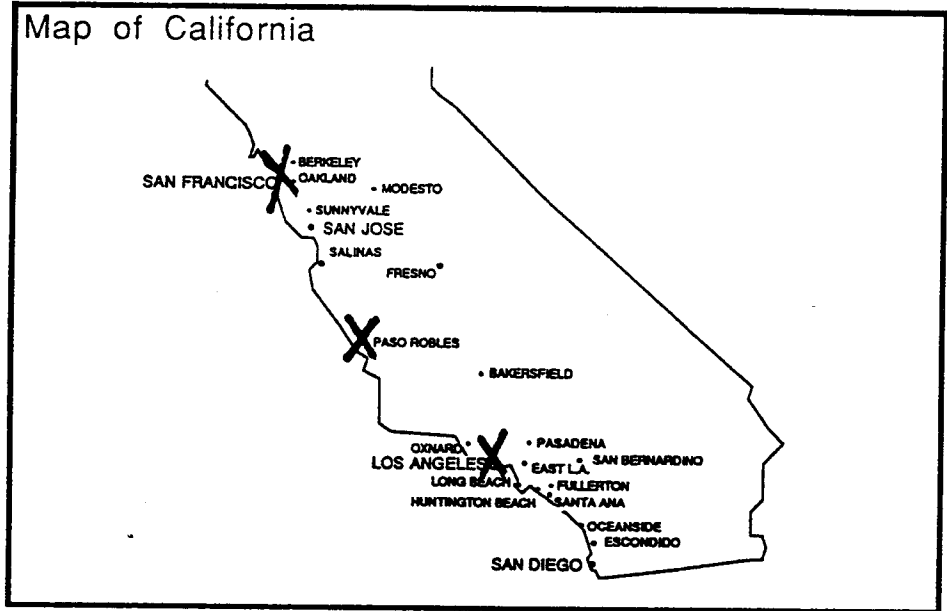 Map of California
BERKELEY
SAN FRANCISCO
OAKLAND
MODESTO
SUNNYVALE
SAN JOSE
SALINAS
FRESNO
PASO ROBLES
BAKERSFIELD
OXNARD
PASADENA
LOS ANGELES
EAST L.A.
SAN BERNARDINO
LONG BEACH
FULLERTON
HUNTINGTON BEACH
SANTA ANA
OCEANSIDE
ESCONDIDO
SAN DIEGO